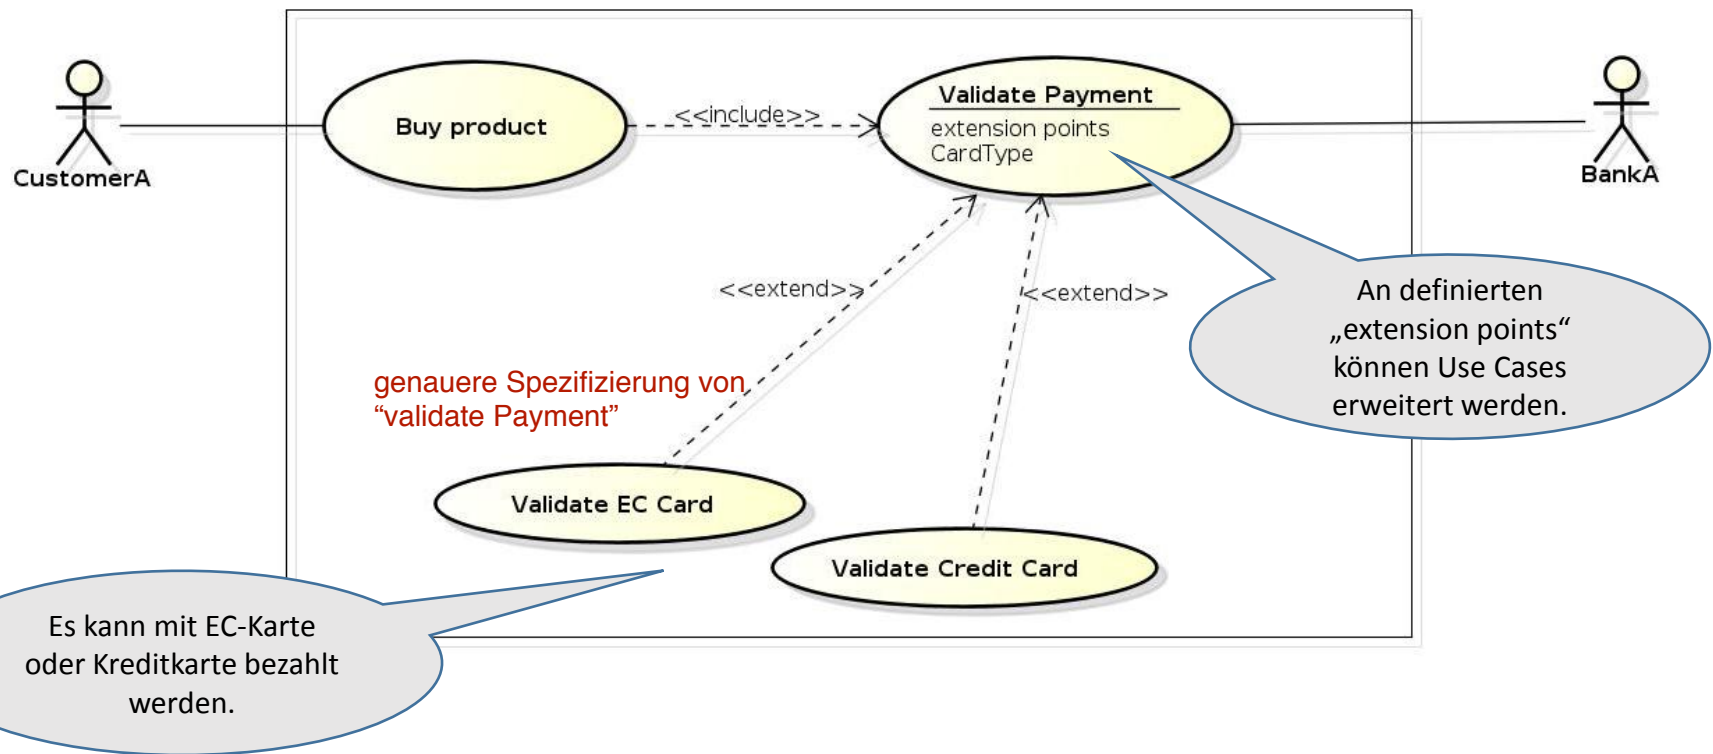 CustomerA
Buy product
<<include>>
Validate Payment
extension points
CardType
BankA
<<extend>>
<<extend>>
An definierten
„extension points“
können Use Cases
erweitert werden.
genauere Spezifizierung von
“validate Payment”
Validate EC Card
Validate Credit Card
Es kann mit EC-Karte
oder Kreditkarte bezahlt
werden.